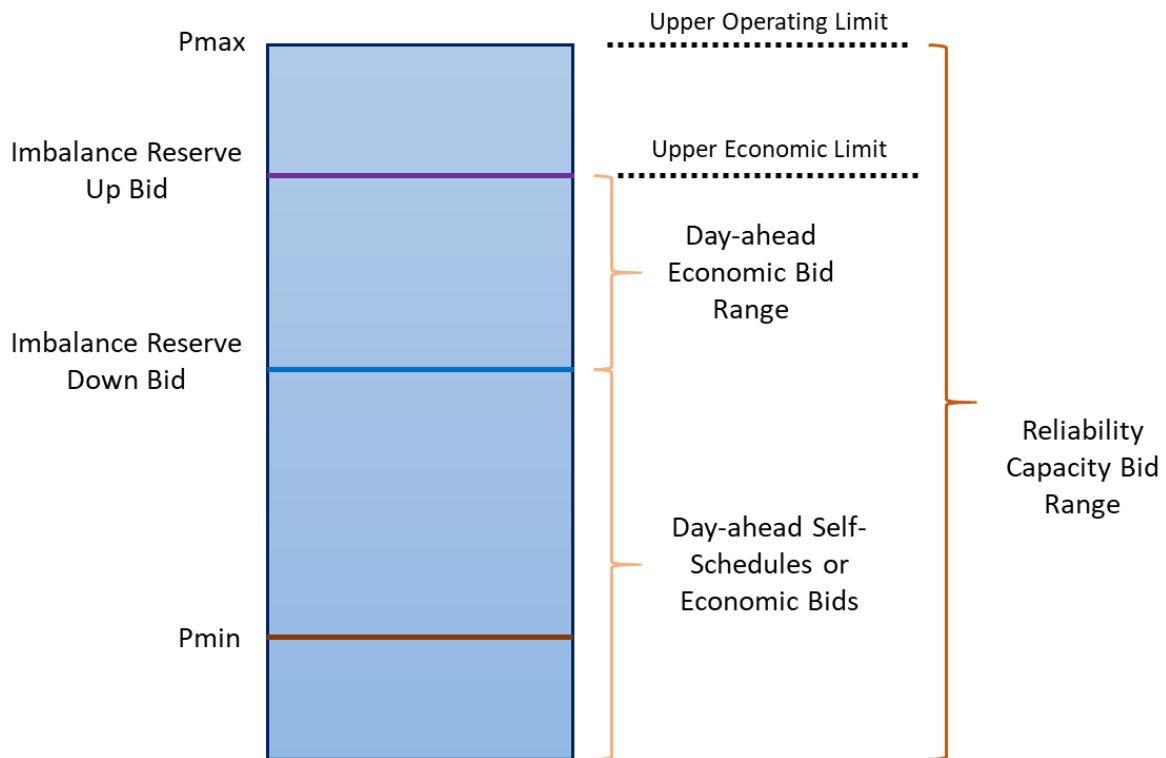 Upper Operating Limit
Pmax
Imbalance Reserve
Up Bid
Upper Economic Limit
Day-ahead
Economic Bid
Range
Imbalance Reserve
Down Bid
Reliability
Capacity Bid
Range
Day-ahead Self-
Schedules or
Economic Bids
Pmin